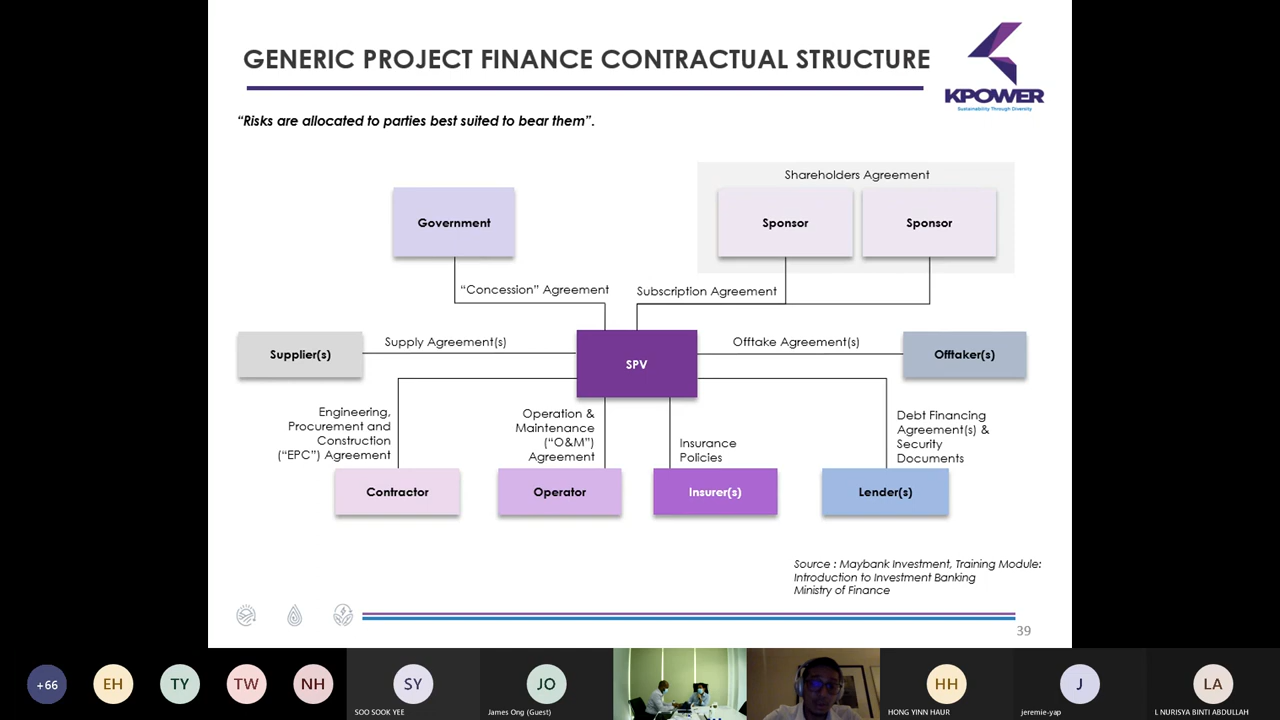 GENERIC PROJECT FINANCE CONTRACTUAL STRUCTURE
KPOWER
Sustainability Through Diversity
“Risks are allocated to parties best suited to bear them”.
Shareholders Agreement
Government
Sponsor
Sponsor
“Concession” Agreement
Subscription Agreement
Supplier(s)
Supply Agreement(s)
SPV
Offtake Agreement(s)
Offtaker(s)
Engineering,
Procurement and
Construction
(“EPC”) Agreement
Operation &
Maintenance
(“O&M”)
Agreement
Insurance
Policies
Debt Financing
Agreement(s) &
Security
Documents
Contractor
Operator
Insurer(s)
Lender(s)
Source : Maybank Investment, Training Module:
Introduction to Investment Banking
Ministry of Finance
39
+66
EH
TY
TW
NH
SY
SOO SOOK YEE
JO
James Ong (Guest)
HH
HONG YINN HAUR
J
jeremie-yap
LA
L NURISYA BINTI ABDULLAH